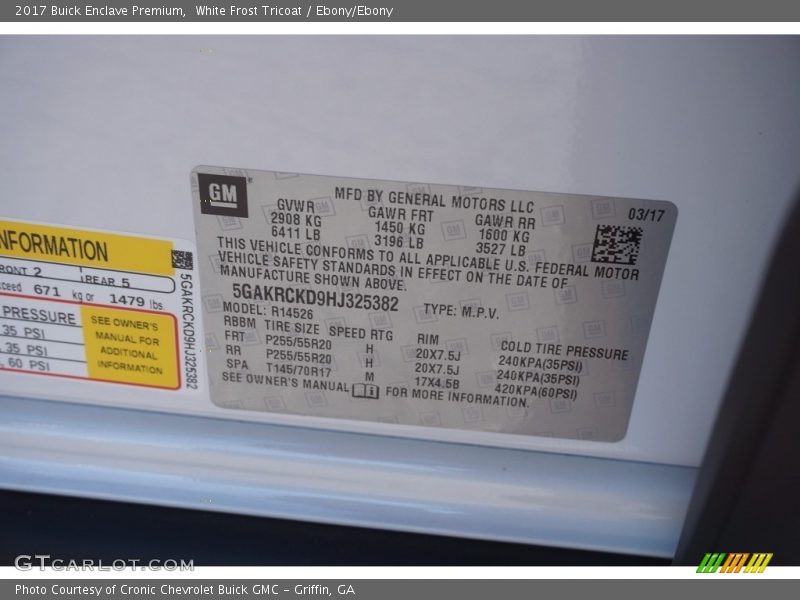 2017 Buick Enclave Premium,  White Frost Tricoat / Ebony/Ebony
GM
MFD BY GENERAL MOTORS LLC
03/17
GVWR GAWR FRT GAWR RR
2908 KG 1450 KG 1600 KG
6411 LB 3196 LB 3527 LB
THIS VEHICLE CONFORMS TO ALL APPLICABLE U.S. FEDERAL MOTOR
VEHICLE SAFETY STANDARDS IN EFFECT ON THE DATE OF
MANUFACTURE SHOWN ABOVE.
5GAKRCKD9HJ325382 TYPE: M.P.V.
MODEL: R14526
RBBM TIRE SIZE SPEED RTG RIM COLD TIRE PRESSURE
FRT P255/55R20 H 20X7.5J 240KPA(35PSI)
RR P255/55R20 H 20X7.5J 240KPA(35PSI)
SPA T145/70R17 M 17X4.5B 420KPA(60PSI)
SEE OWNER'S MANUAL FOR MORE INFORMATION.
NFORMATION
RONT 2 REAR 5
ceed 671 kg or 1479 lbs.
PRESSURE
35 PSI
35 PSI
60 PSI
SEE OWNER'S
MANUAL FOR
ADDITIONAL
INFORMATION
5GAKRCKD9HJ325382
GTCARLOT.COM
Photo Courtesy of Cronic Chevrolet Buick GMC - Griffin, GA